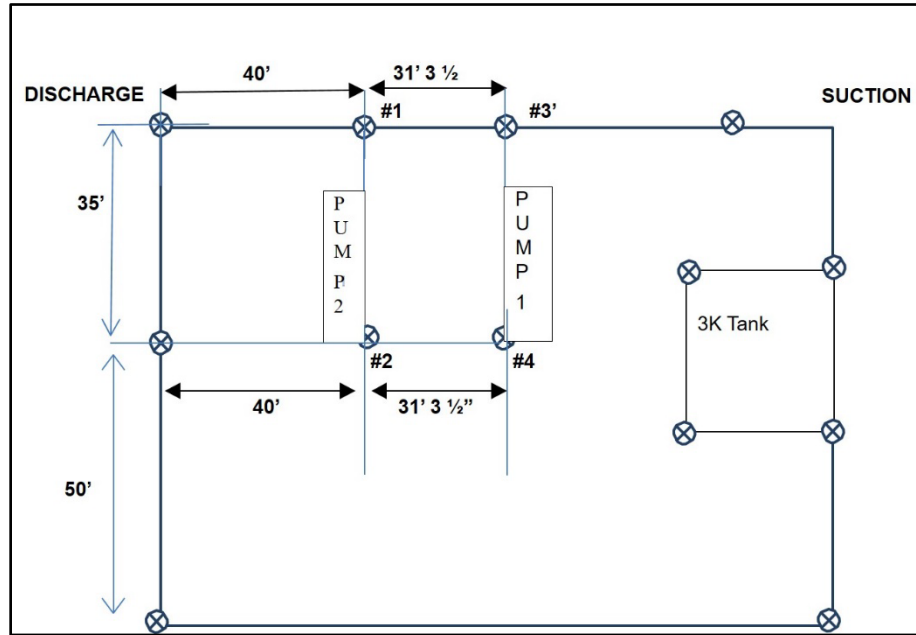 40’
31’ 3 ½
DISCHARGE
#1
#3’
SUCTION
35’
P
U
M
P
2
P
U
M
P
1
3K Tank
#2
#4
40’
31’ 3 ½”
50’